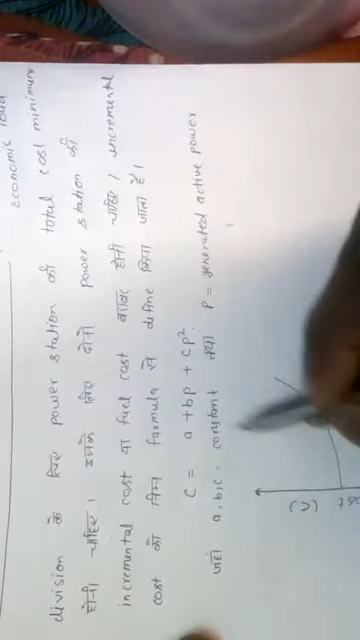 economic load
division के लिए power station की total cost minimum
होनी चाहिए। इसके लिए दोनो power station की
incremental cost या fuel cost बराबर होनी चाहिए। incremental
cost को निम्न formula से define किया जाता है।
C = a + bp + cp²
जहाँ a,b,c = constant तथा P = generated active power
(C)